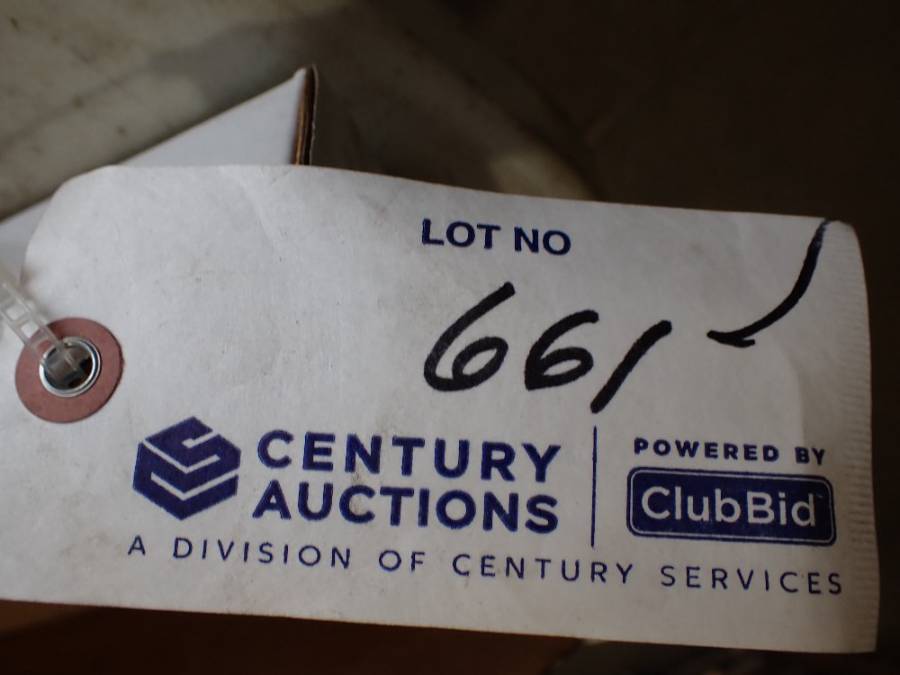 LOT NO
661
CENTURY
AUCTIONS
POWERED BY
ClubBid
A DIVISION OF CENTURY SERVICES